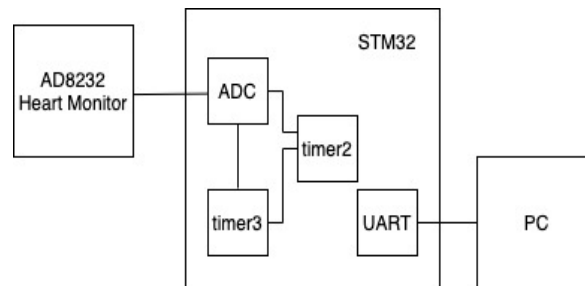 STM32
AD8232
Heart Monitor
ADC
timer2
timer3
UART
PC